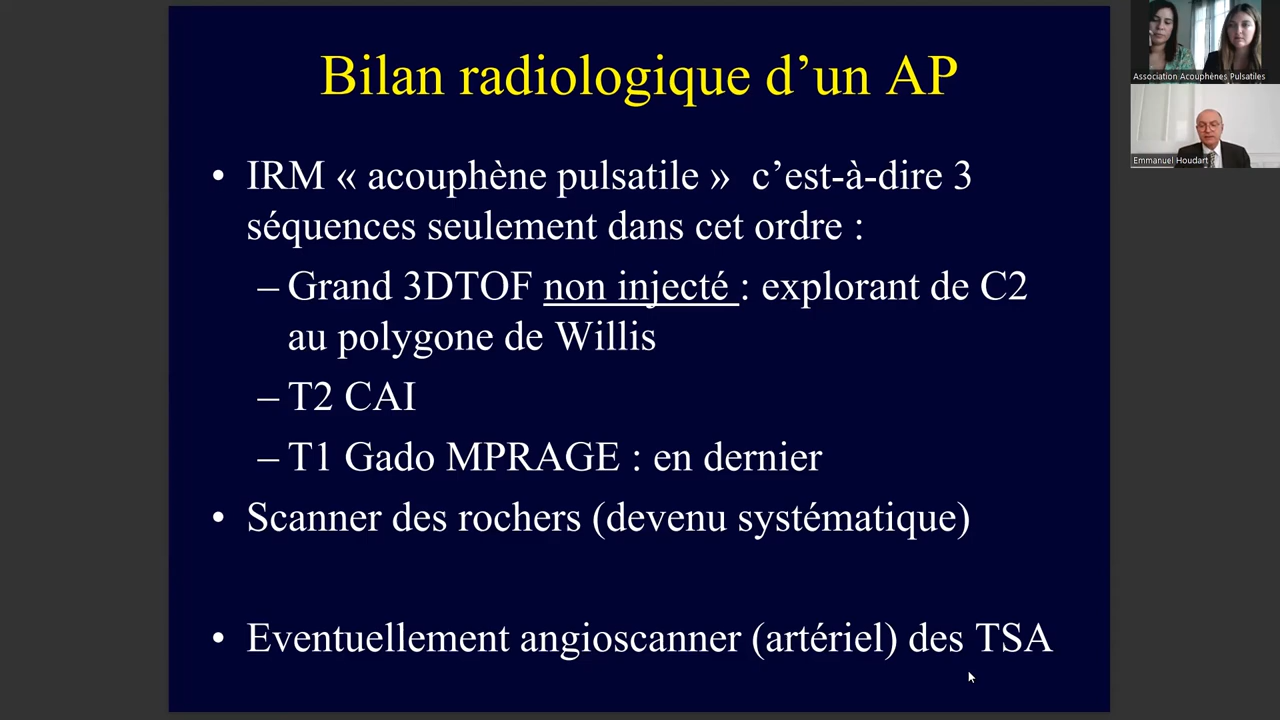 Bilan radiologique d’un AP
• IRM « acouphène pulsatile »  c’est-à-dire 3
séquences seulement dans cet ordre :
– Grand 3DTOF non injecté : explorant de C2
au polygone de Willis
– T2 CAI
– T1 Gado MPRAGE : en dernier
• Scanner des rochers (devenu systématique)
• Eventuellement angioscanner (artériel) des TSA
Association Acouphènes Pulsatiles
Emmanuel Houdart